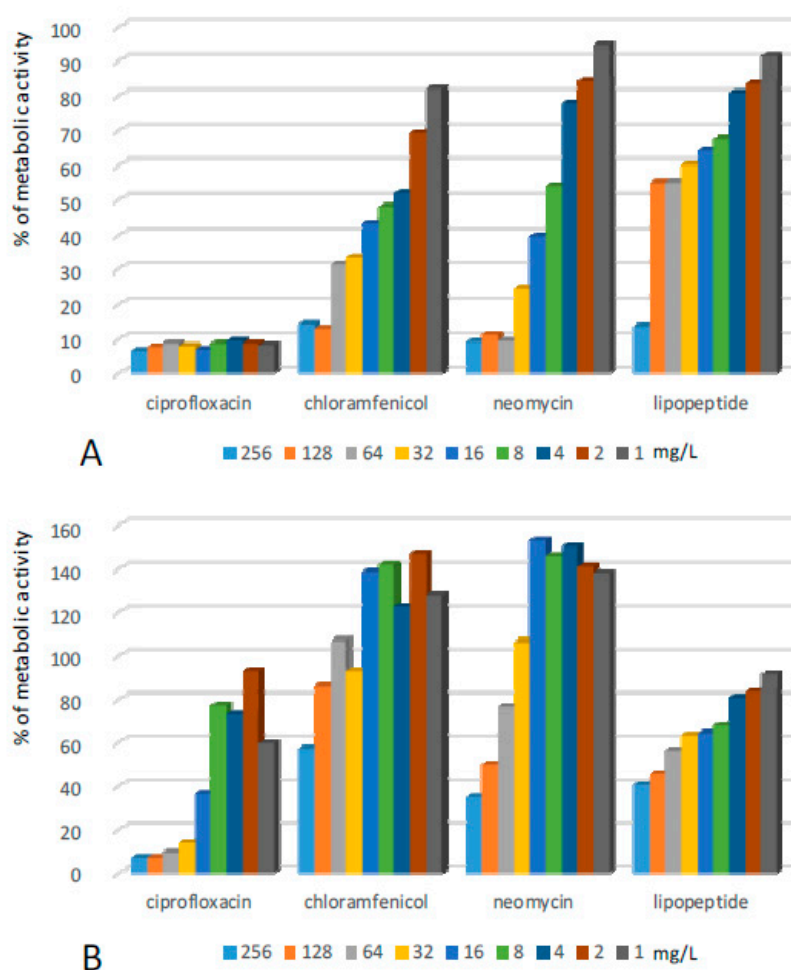 % of metabolic activity
100
90
80
70
60
50
40
30
20
10
0
ciprofloxacin chloramfenicol neomycin lipopeptide
A
256 128 64 32 16 8 4 2 1 mg/L
% of metabolic activity
160
140
120
100
80
60
40
20
0
ciprofloxacin chloramfenicol neomycin lipopeptide
B
256 128 64 32 16 8 4 2 1 mg/L